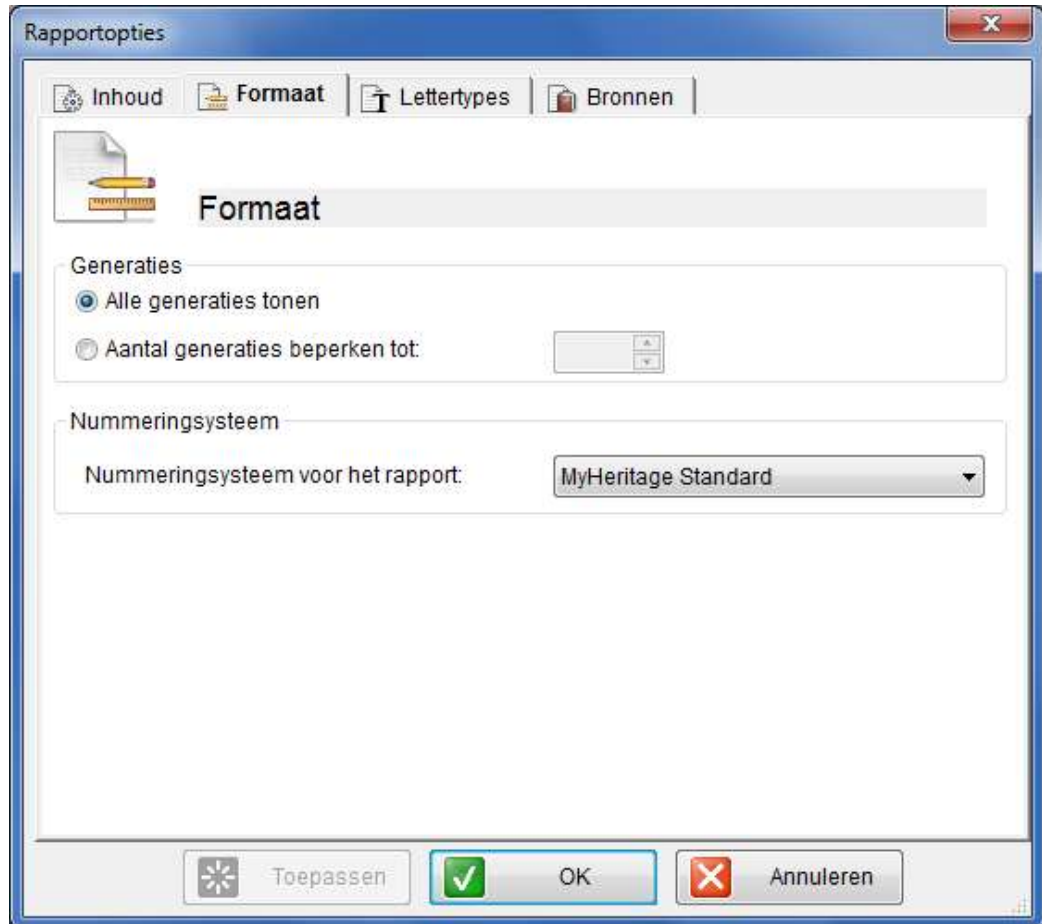 Rapportopties
Inhoud Formaat Lettertypes Bronnen
Formaat
Generaties
Alle generaties tonen
Aantal generaties beperken tot:
Nummeringsysteem
Nummeringsysteem voor het rapport: MyHeritage Standard
Toepassen OK Annuleren